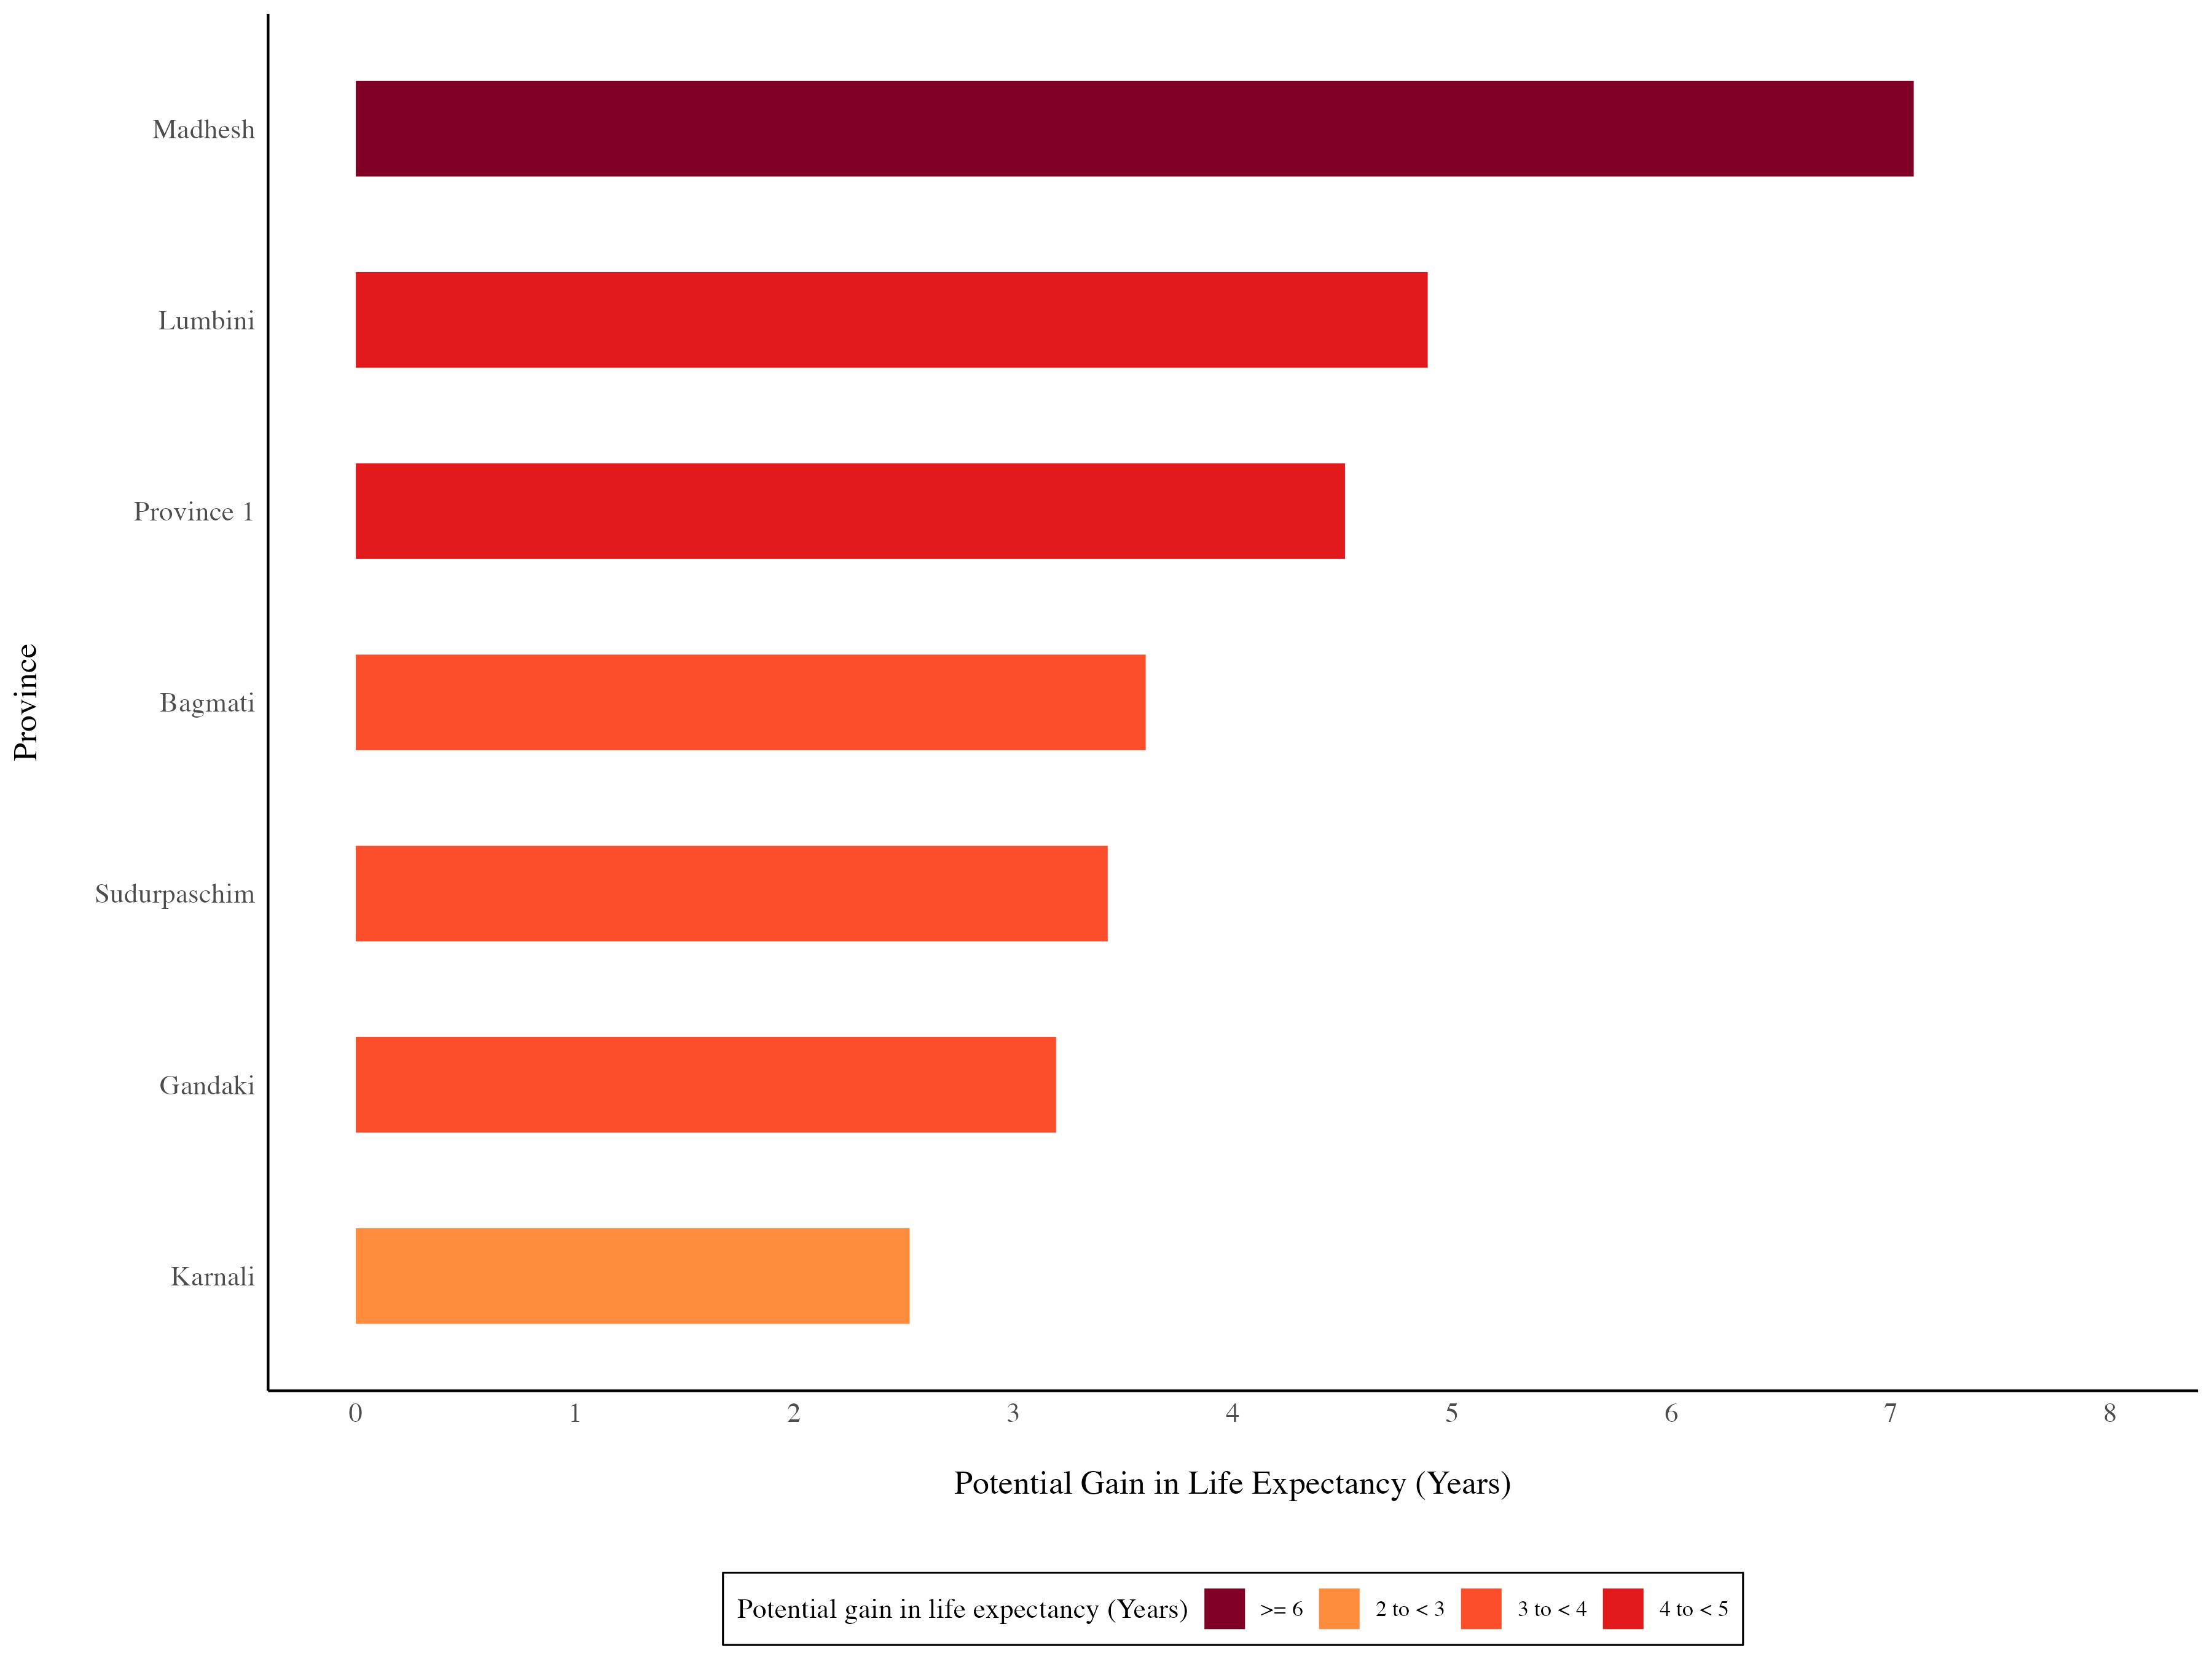 Madhesh
Lumbini
Province 1
Bagmati
Sudurpaschim
Gandaki
Karnali
Province
0 1 2 3 4 5 6 7 8
Potential Gain in Life Expectancy (Years)
Potential gain in life expectancy (Years) >= 6 2 to < 3 3 to < 4 4 to < 5